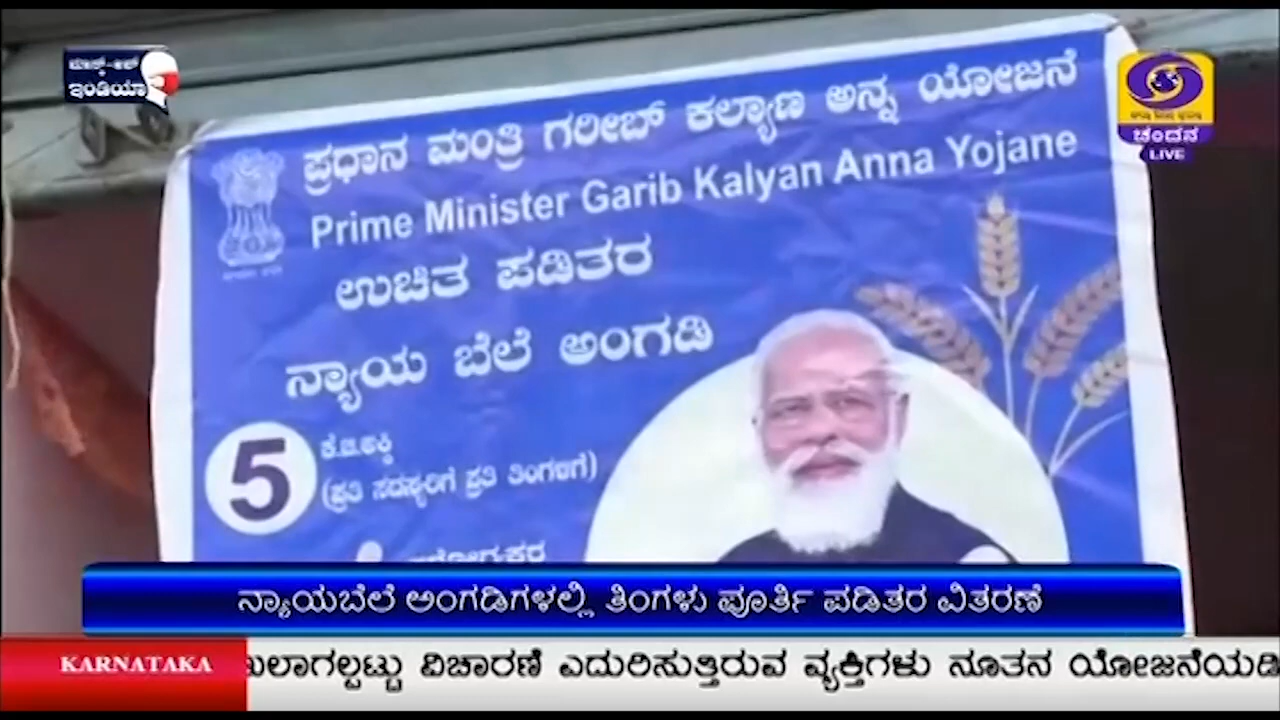 ಮಾಸ್ಕ್-ಅಪ್
ಇಂಡಿಯಾ
ಚಂದನ
LIVE
ಪ್ರಧಾನ ಮಂತ್ರಿ ಗರೀಬ್ ಕಲ್ಯಾಣ ಅನ್ನ ಯೋಜನೆ
Prime Minister Garib Kalyan Anna Yojane
ಉಚಿತ ಪಡಿತರ
ನ್ಯಾಯ ಬೆಲೆ ಅಂಗಡಿ
5 ಕೆ.ಜಿ.ಅಕ್ಕಿ
(ಪ್ರತಿ ಸದಸ್ಯರಿಗೆ ಪ್ರತಿ ತಿಂಗಳಿಗೆ)
ನ್ಯಾಯಬೆಲೆ ಅಂಗಡಿಗಳಲ್ಲಿ ತಿಂಗಳು ಪೂರ್ತಿ ಪಡಿತರ ವಿತರಣೆ
KARNATAKA
ಖಲಾಗಲ್ಪಟ್ಟು ವಿಚಾರಣೆ ಎದುರಿಸುತ್ತಿರುವ ವ್ಯಕ್ತಿಗಳು ನೂತನ ಯೋಜನೆಯಡಿ